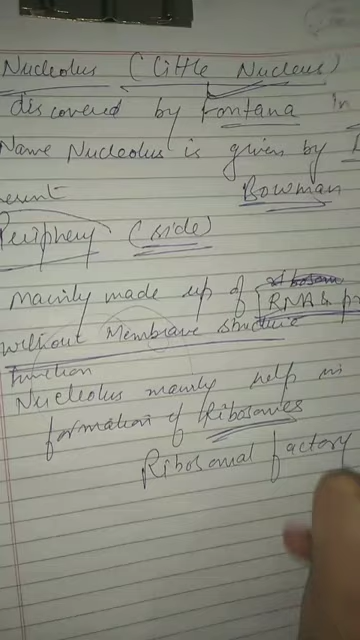 Nucleolus (Little Nucleus)
discovered by Fontana in
Name Nucleolus is given by
Bowman
Periphery (side)
Mainly made up of RNA &
without Membrane structure
Function
Nucleolus mainly help in
formation of Ribosomes
Ribosomal factory